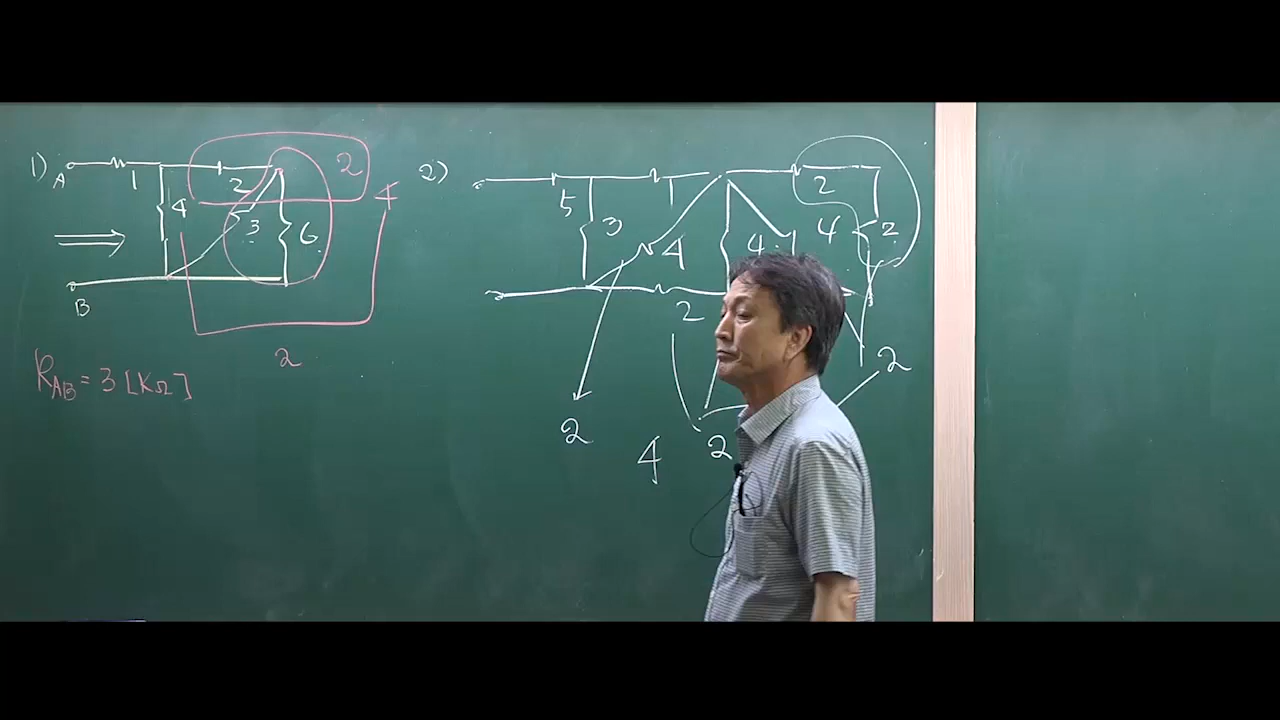 1) A 1 2 2 4
4 3 6
B
2
R_AB = 3 [KΩ]
2) 5 1 2
3 4 4 4 2
2
2
2 4 2